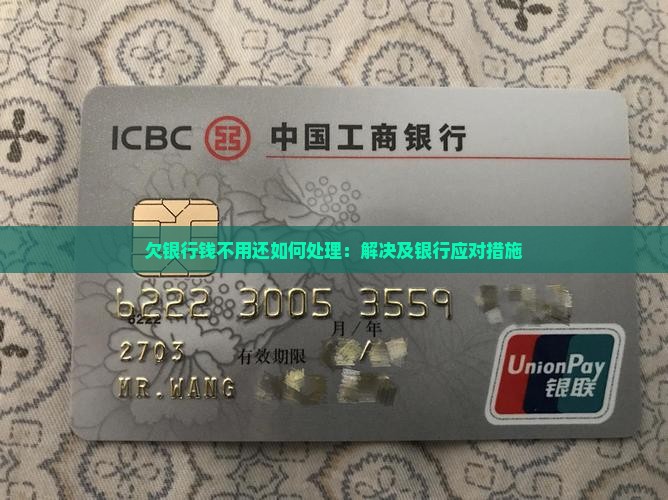 ICBC 中国工商银行
欠银行钱不用还如何处理：解决及银行应对措施
6222 3005 3559
6222
月/年
2703 有效期限 /
MR.WANG
UnionPay
银联